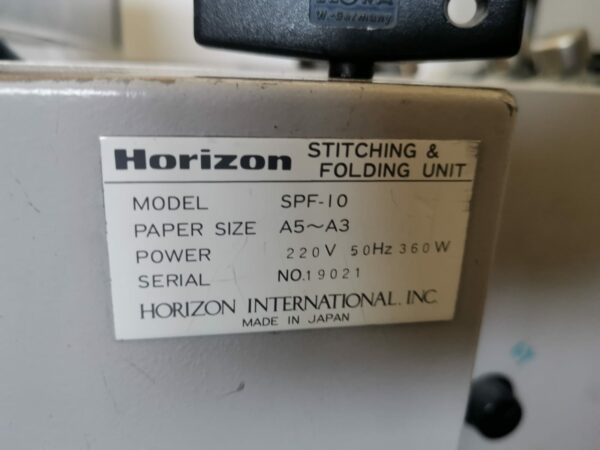 W.-Germany
Horizon STITCHING &
FOLDING UNIT
MODEL SPF-10
PAPER SIZE A5~A3
POWER 220V 50Hz 360W
SERIAL NO.19021
HORIZON INTERNATIONAL. INC.
MADE IN JAPAN